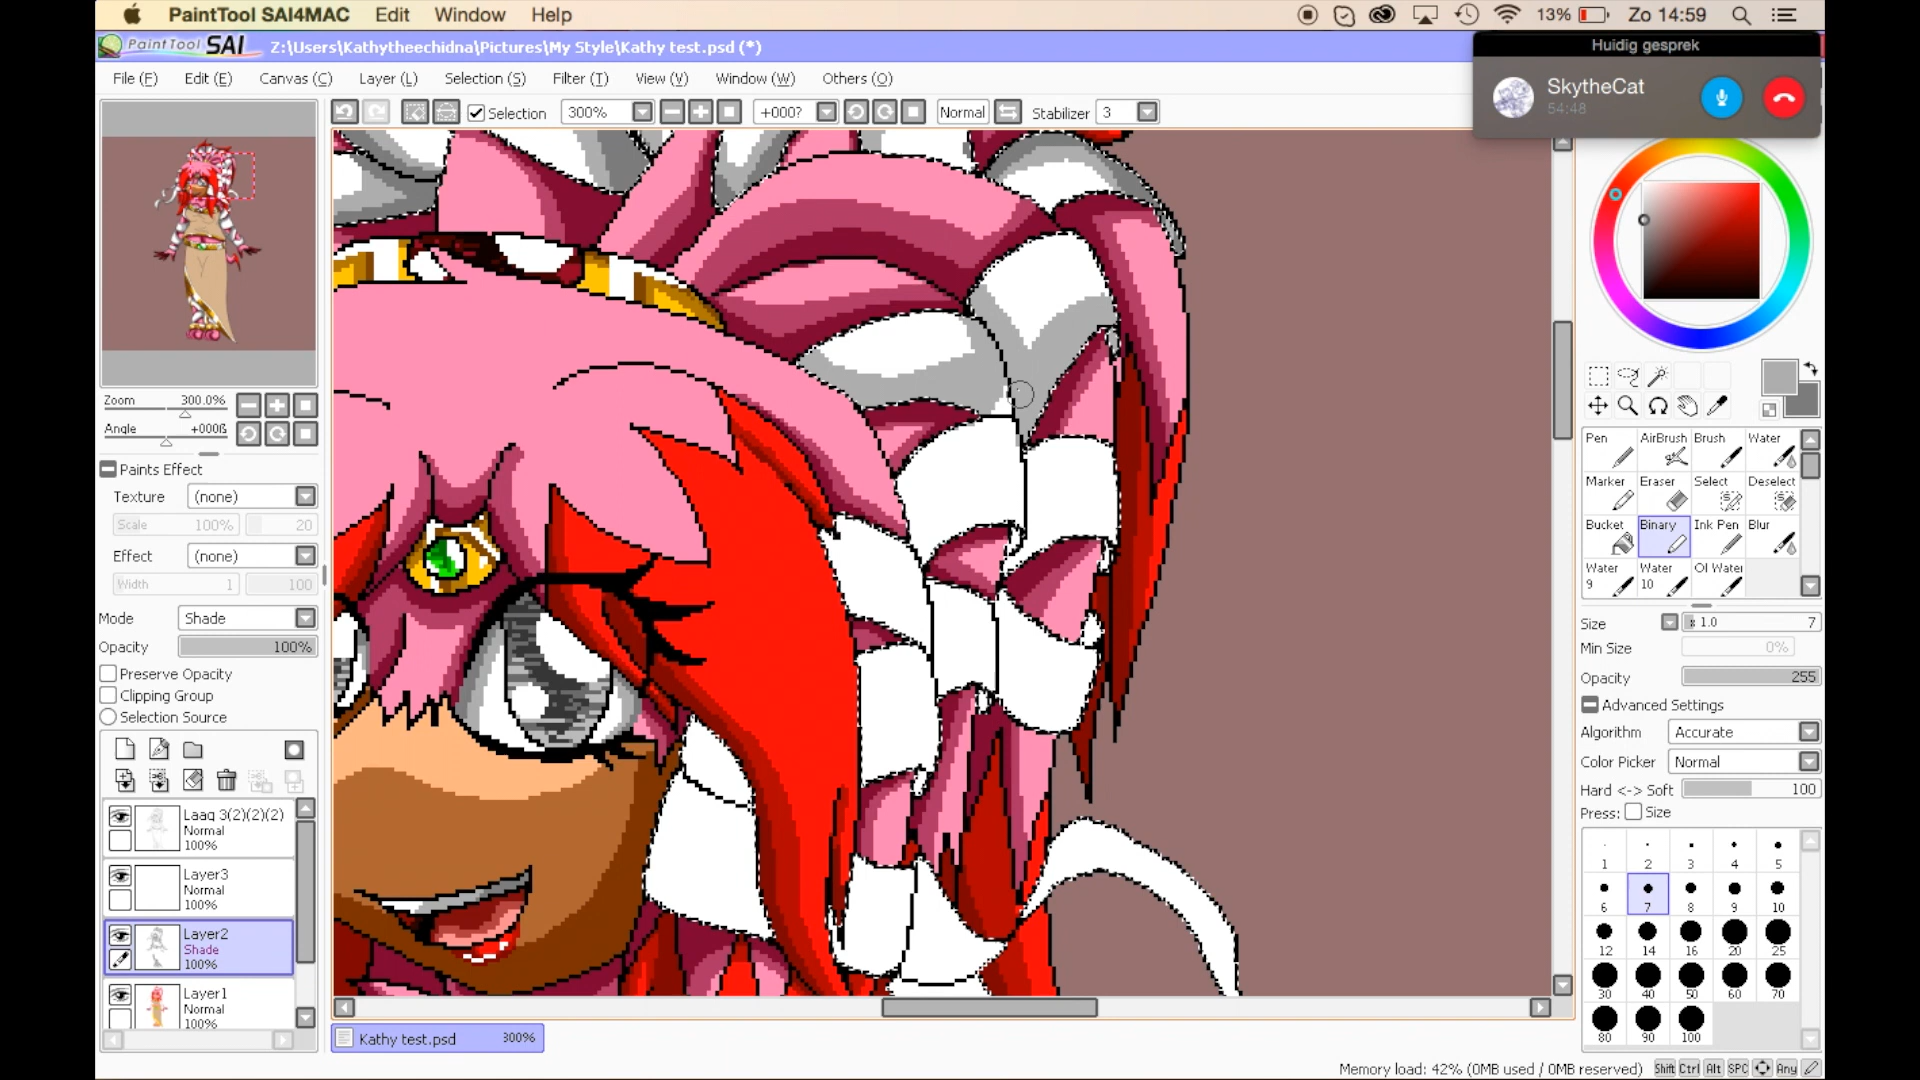 PaintTool SAI4MAC Edit Window Help 13% Zo 14:59
PaintTool SAI Z:\Users\Kathytheechidna\Pictures\My Style\Kathy test.psd (*)
Huidig gesprek
SkytheCat
54:48
File (F) Edit (E) Canvas (C) Layer (L) Selection (S) Filter (T) View (V) Window (W) Others (O)
Selection 300% +000? Normal Stabilizer 3
Zoom 300.0%
Angle +000ß
Paints Effect
Texture (none)
Scale 100% 20
Effect (none)
Width 1 100
Mode Shade
Opacity 100%
Preserve Opacity
Clipping Group
Selection Source
Laag 3(2)(2)(2)
Normal
100%
Layer3
Normal
100%
Layer2
Shade
100%
Layer1
Normal
100%
Kathy test.psd 300%
Pen AirBrush Brush Water
Marker Eraser Select Deselect
Bucket Binary Ink Pen Blur
Water 9 Water 10 Ol Water
Size x 1.0 7
Min Size 0%
Opacity 255
Advanced Settings
Algorithm Accurate
Color Picker Normal
Hard <-> Soft 100
Press: Size
1 2 3 4 5
6 7 8 9 10
12 14 16 20 25
30 40 50 60 70
80 90 100
Memory load: 42% (0MB used / 0MB reserved) Shift Ctrl Alt SPC Any